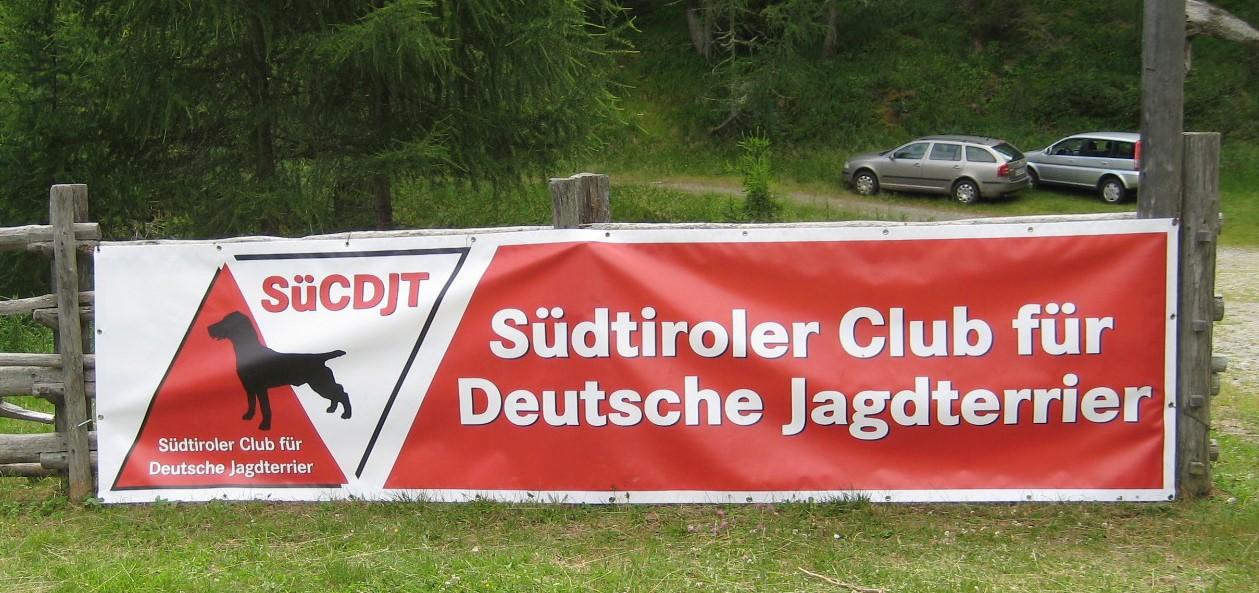 SüCDJT
Südtiroler Club für
Deutsche Jagdterrier
Südtiroler Club für
Deutsche Jagdterrier